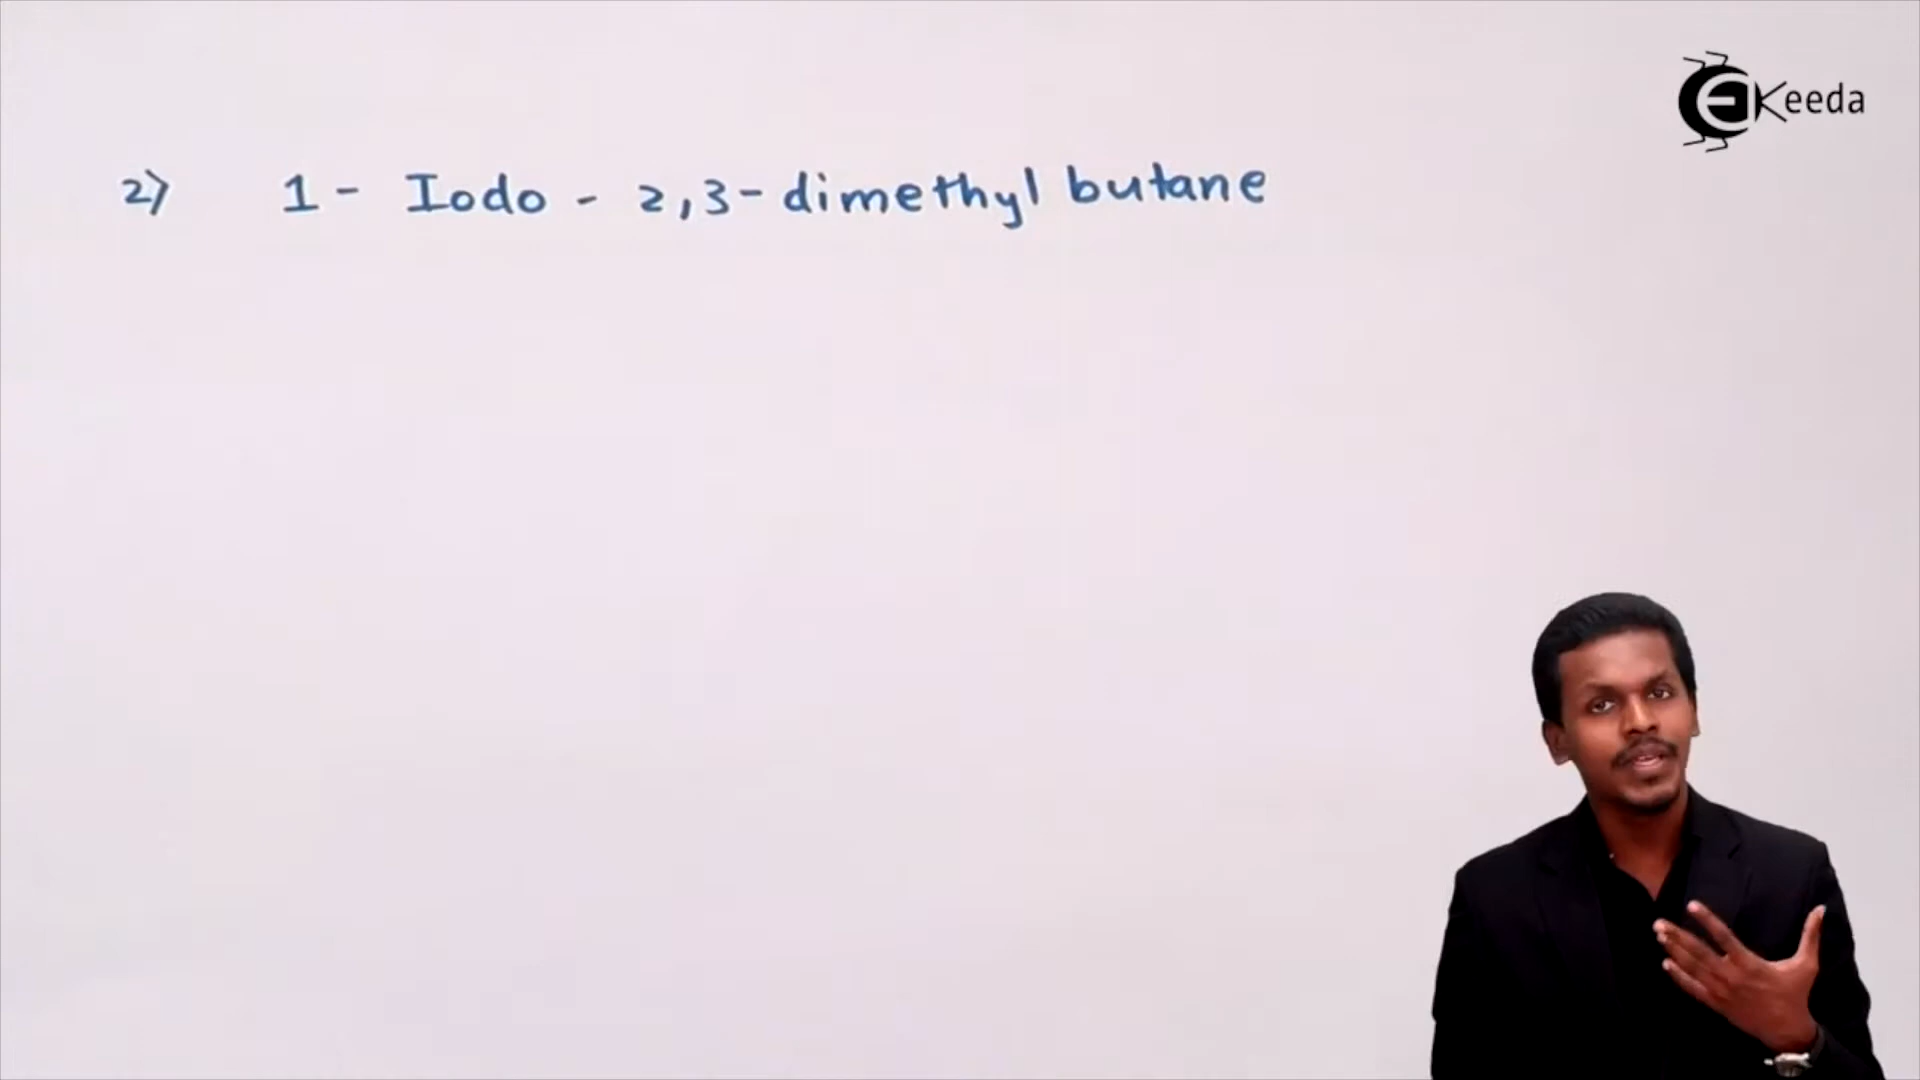 Keeda
2) 1 - Iodo - 2,3-dimethyl butane